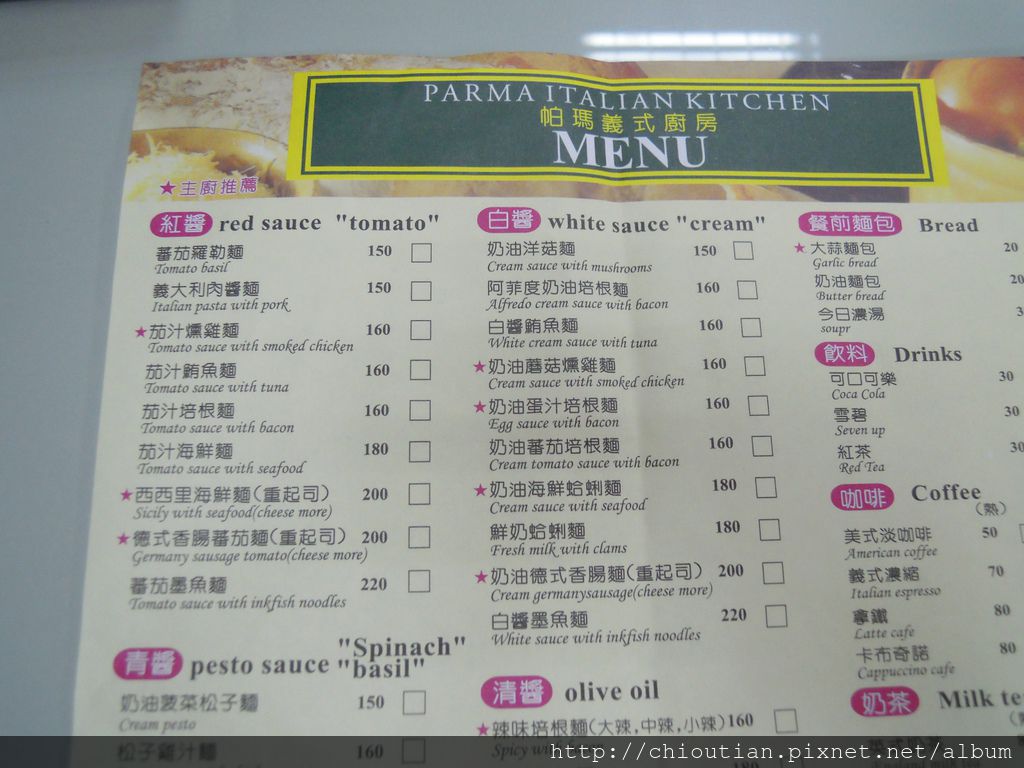 PARMA ITALIAN KITCHEN
帕瑪義式廚房
MENU
★主廚推薦
紅醬 red sauce "tomato"
蕃茄羅勒麵 150
Tomato basil
義大利肉醬麵 150
Italian pasta with pork
★茄汁燻雞麵 160
Tomato sauce with smoked chicken
茄汁鮪魚麵 160
Tomato sauce with tuna
茄汁培根麵 160
Tomato sauce with bacon
茄汁海鮮麵 180
Tomato sauce with seafood
★西西里海鮮麵(重起司) 200
Sicily with seafood(cheese more)
★德式香腸蕃茄麵(重起司) 200
Germany sausage tomato(cheese more)
蕃茄墨魚麵 220
Tomato sauce with inkfish noodles
青醬 pesto sauce "Spinach" "basil"
奶油菠菜松子麵 150
Cream pesto
松子雞汁麵 160
白醬 white sauce "cream"
奶油洋菇麵 150
Cream sauce with mushrooms
阿菲度奶油培根麵 160
Alfredo cream sauce with bacon
白醬鮪魚麵 160
White cream sauce with tuna
★奶油蘑菇燻雞麵 160
Cream sauce with smoked chicken
★奶油蛋汁培根麵 160
Egg sauce with bacon
奶油蕃茄培根麵 160
Cream tomato sauce with bacon
★奶油海鮮蛤蜊麵 180
Cream sauce with seafood
鮮奶蛤蜊麵 180
Fresh milk with clams
★奶油德式香腸麵(重起司) 200
Cream germanysausage(cheese more)
白醬墨魚麵 220
White sauce with inkfish noodles
清醬 olive oil
★辣味培根麵(大辣,中辣,小辣) 160
Spicy with
180
餐前麵包 Bread
★大蒜麵包 20
Garlic bread
奶油麵包 20
Butter bread
今日濃湯 3
soupr
飲料 Drinks
可口可樂 30
Coca Cola
雪碧 30
Seven up
紅茶 30
Red Tea
咖啡 Coffee
(熱)
美式淡咖啡 50
American coffee
義式濃縮 70
Italian espresso
拿鐵 80
Latte cafe
卡布奇諾 80
Cappuccino cafe
奶茶 Milk te
http://chioutian.pixnet.net/album